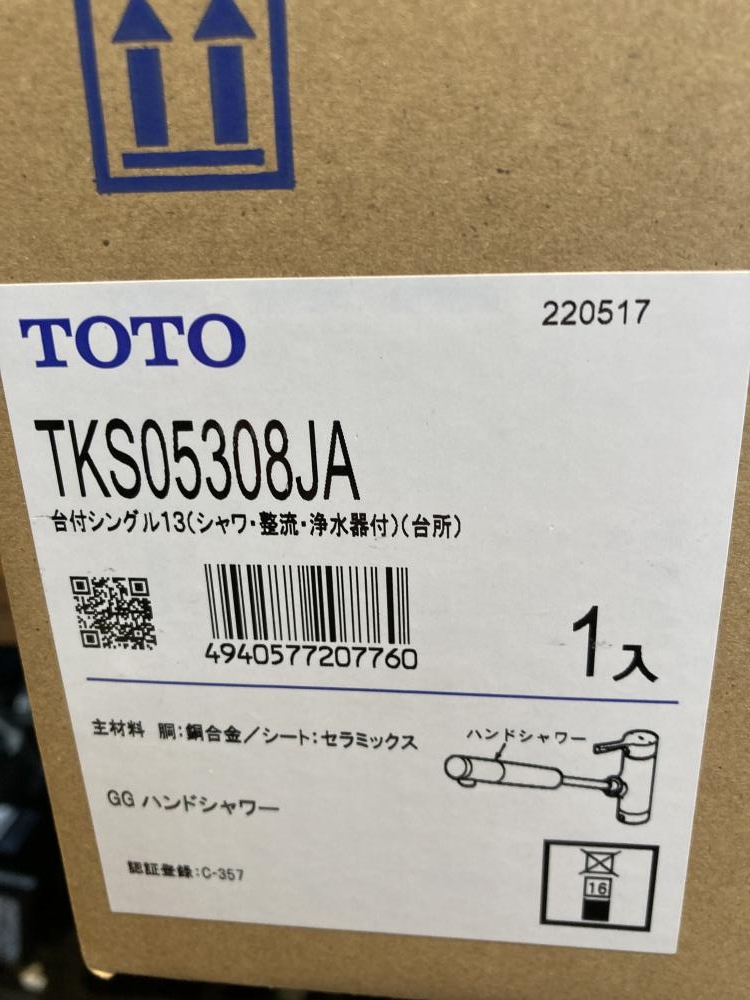 220517
TOTO
TKS05308JA
台付シングル13(シャワ・整流・浄水器付)(台所)
4940577207760
1入
主材料 胴:銅合金/シート:セラミックス
ハンドシャワー
GG ハンドシャワー
認証登録:C-357
16